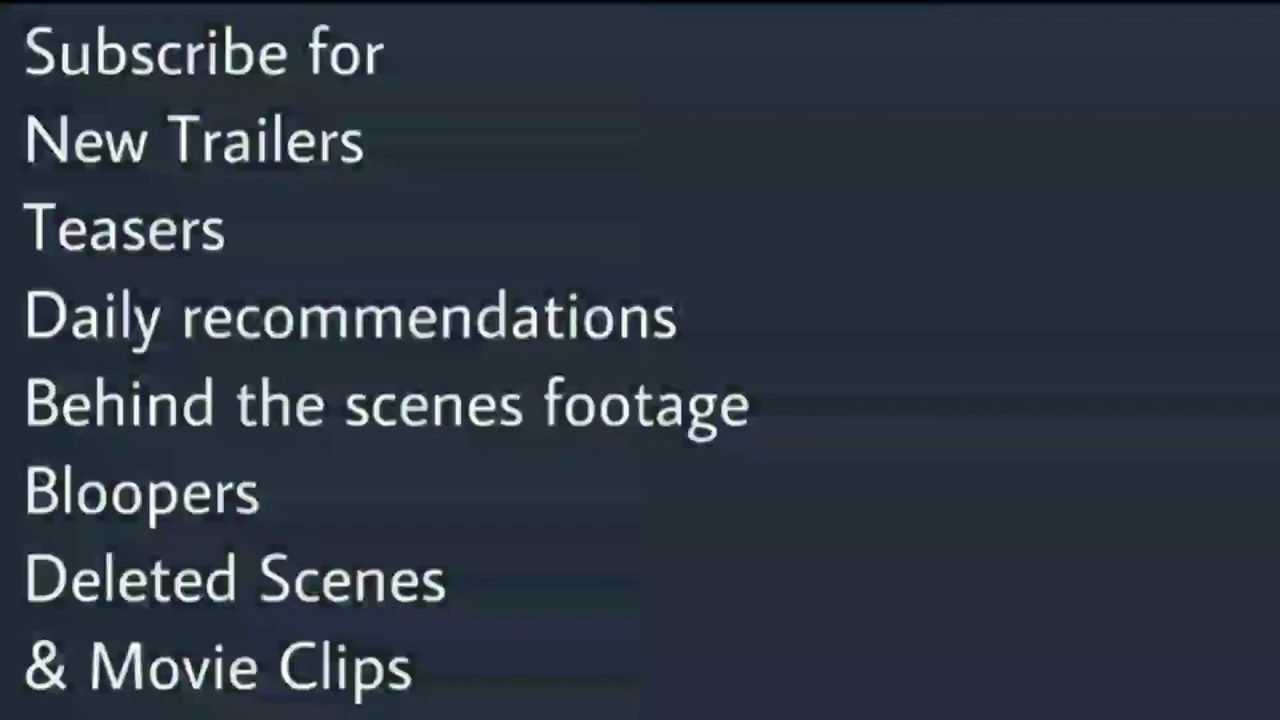 Subscribe for
New Trailers
Teasers
Daily recommendations
Behind the scenes footage
Bloopers
Deleted Scenes
& Movie Clips